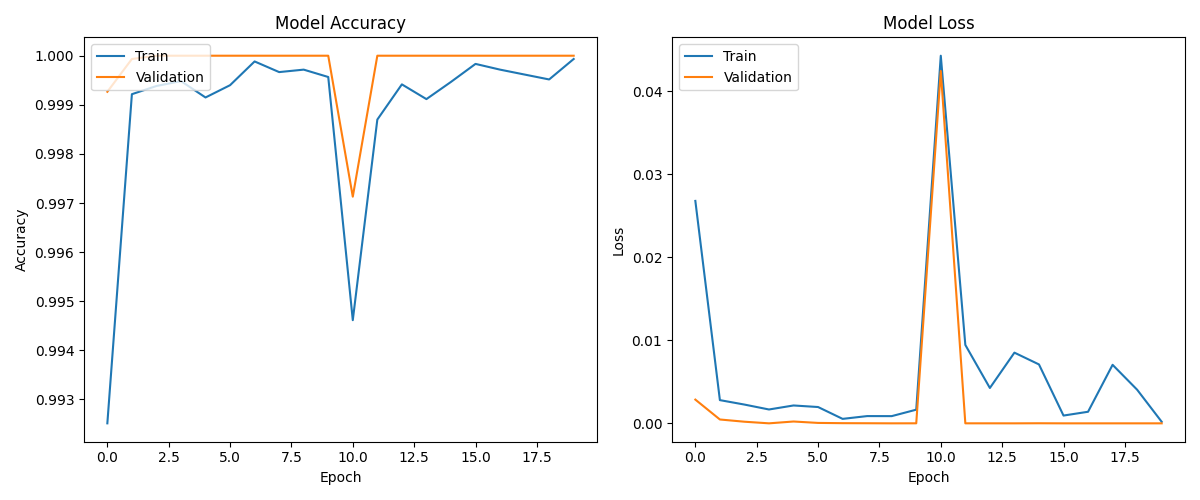 Model Accuracy
Train
Validation
1.000
0.999
0.998
0.997
0.996
0.995
0.994
0.993
Accuracy
0.0 2.5 5.0 7.5 10.0 12.5 15.0 17.5
Epoch
Model Loss
Train
Validation
0.04
0.03
0.02
0.01
0.00
Loss
0.0 2.5 5.0 7.5 10.0 12.5 15.0 17.5
Epoch